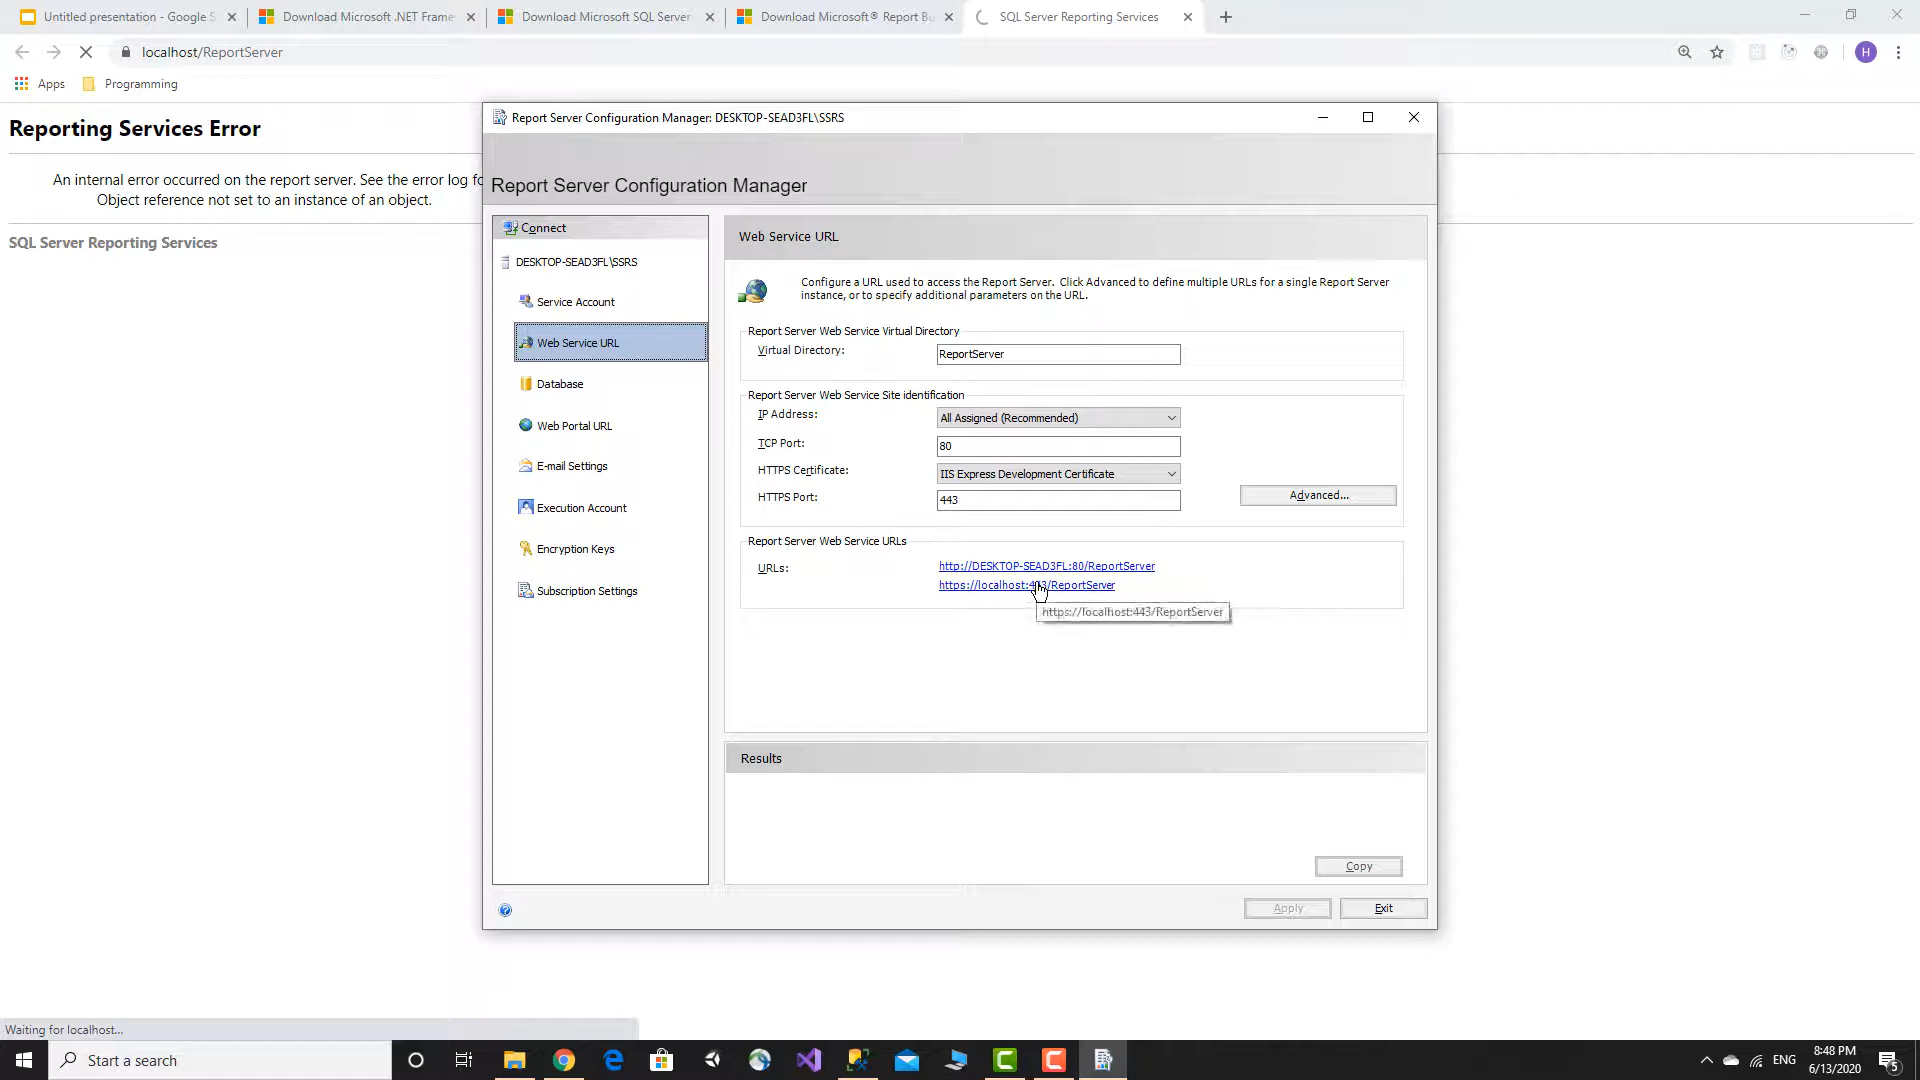 Untitled presentation - Google S
Download Microsoft .NET Frame
Download Microsoft SQL Server
Download Microsoft® Report Bu
SQL Server Reporting Services
localhost/ReportServer
H
Apps
Programming
Reporting Services Error
An internal error occurred on the report server. See the error log fo
Object reference not set to an instance of an object.
SQL Server Reporting Services
Report Server Configuration Manager: DESKTOP-SEAD3FL\SSRS
Report Server Configuration Manager
Connect
DESKTOP-SEAD3FL\SSRS
Service Account
Web Service URL
Database
Web Portal URL
E-mail Settings
Execution Account
Encryption Keys
Subscription Settings
Web Service URL
Configure a URL used to access the Report Server. Click Advanced to define multiple URLs for a single Report Server
instance, or to specify additional parameters on the URL.
Report Server Web Service Virtual Directory
Virtual Directory:
ReportServer
Report Server Web Service Site identification
IP Address:
All Assigned (Recommended)
TCP Port:
80
HTTPS Certificate:
IIS Express Development Certificate
HTTPS Port:
443
Advanced...
Report Server Web Service URLs
URLs:
http://DESKTOP-SEAD3FL:80/ReportServer
https://localhost:443/ReportServer
https://localhost:443/ReportServer
Results
Copy
Apply
Exit
Waiting for localhost...
Start a search
ENG
8:48 PM
6/13/2020
5